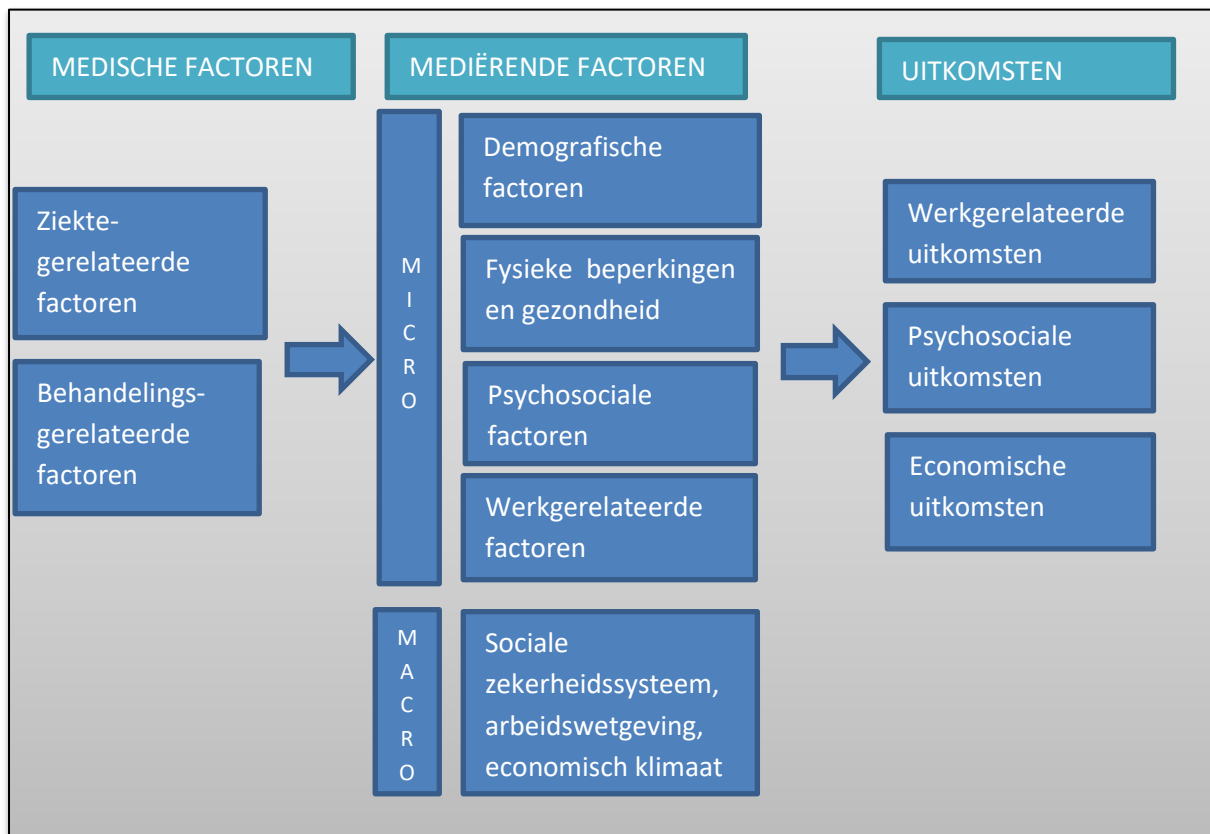 MEDISCHE FACTOREN
Ziekte-
gerelateerde
factoren
Behandelings-
gerelateerde
factoren
MEDIËRENDE FACTOREN
M
I
C
R
O
Demografische
factoren
Fysieke beperkingen
en gezondheid
Psychosociale
factoren
Werkgerelateerde
factoren
M
A
C
R
O
Sociale
zekerheidssysteem,
arbeidswetgeving,
economisch klimaat
UITKOMSTEN
Werkgerelateerde
uitkomsten
Psychosociale
uitkomsten
Economische
uitkomsten